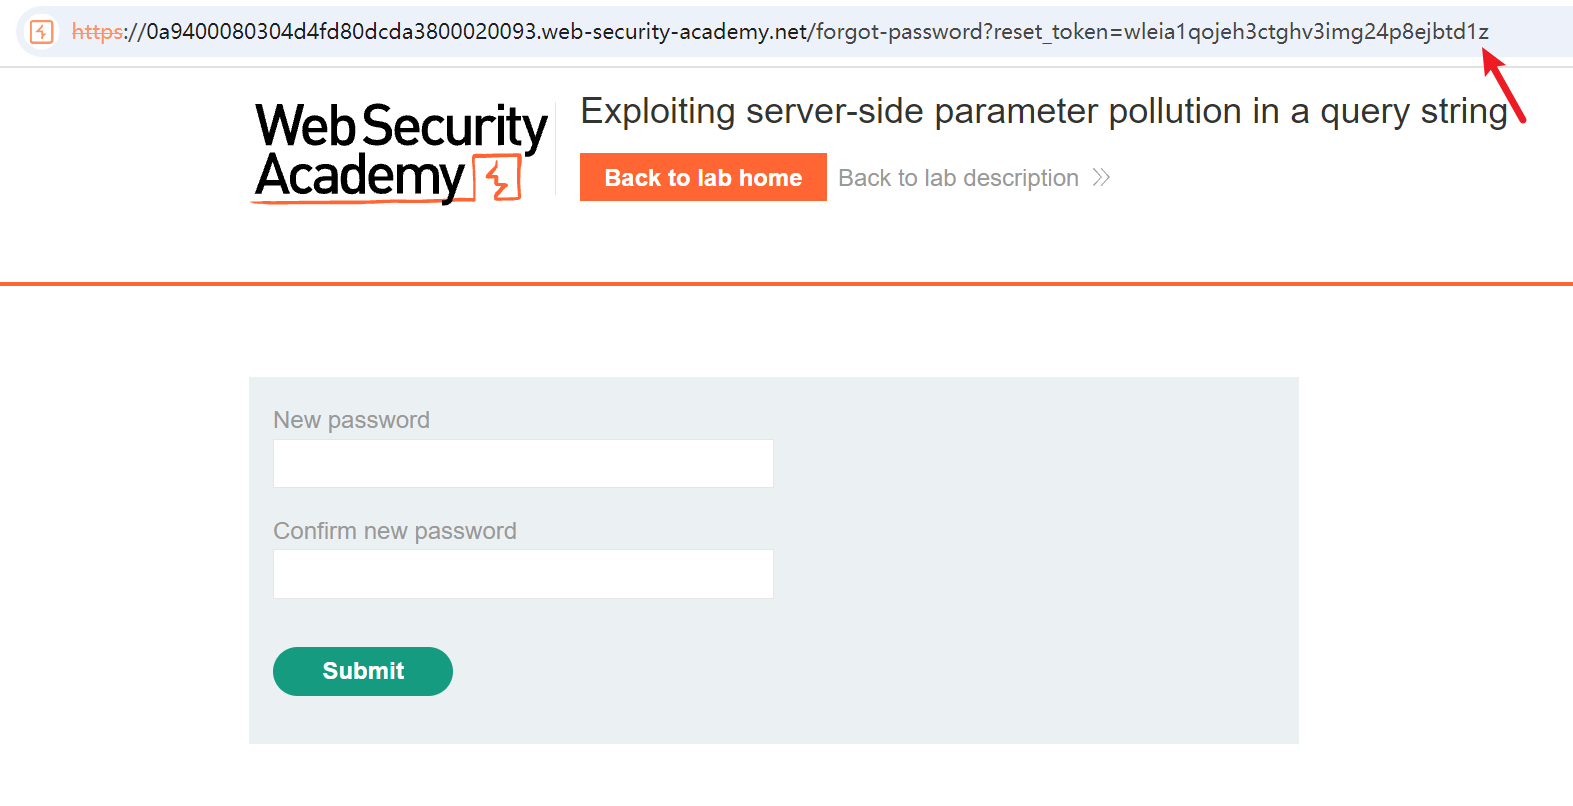 https://0a9400080304d4fd80dcda3800020093.web-security-academy.net/forgot-password?reset_token=wleia1qojeh3ctghv3img24p8ejbtd1z
Web Security
Academy
Exploiting server-side parameter pollution in a query string
Back to lab home
Back to lab description
New password
Confirm new password
Submit